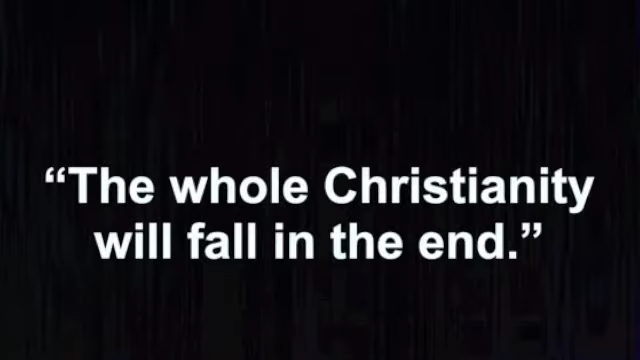 “The whole Christianity
will fall in the end.”